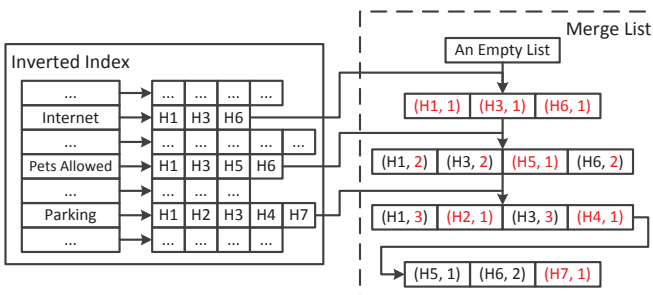 Merge List
An Empty List
Inverted Index
... ... ... ... ...
Internet H1 H3 H6
(H1, 1) (H3, 1) (H6, 1)
... ... ... ... ... ...
Pets Allowed H1 H3 H5 H6
(H1, 2) (H3, 2) (H5, 1) (H6, 2)
... ... ... ...
Parking H1 H2 H3 H4 H7
(H1, 3) (H2, 1) (H3, 3) (H4, 1)
... ... ... ...
(H5, 1) (H6, 2) (H7, 1)